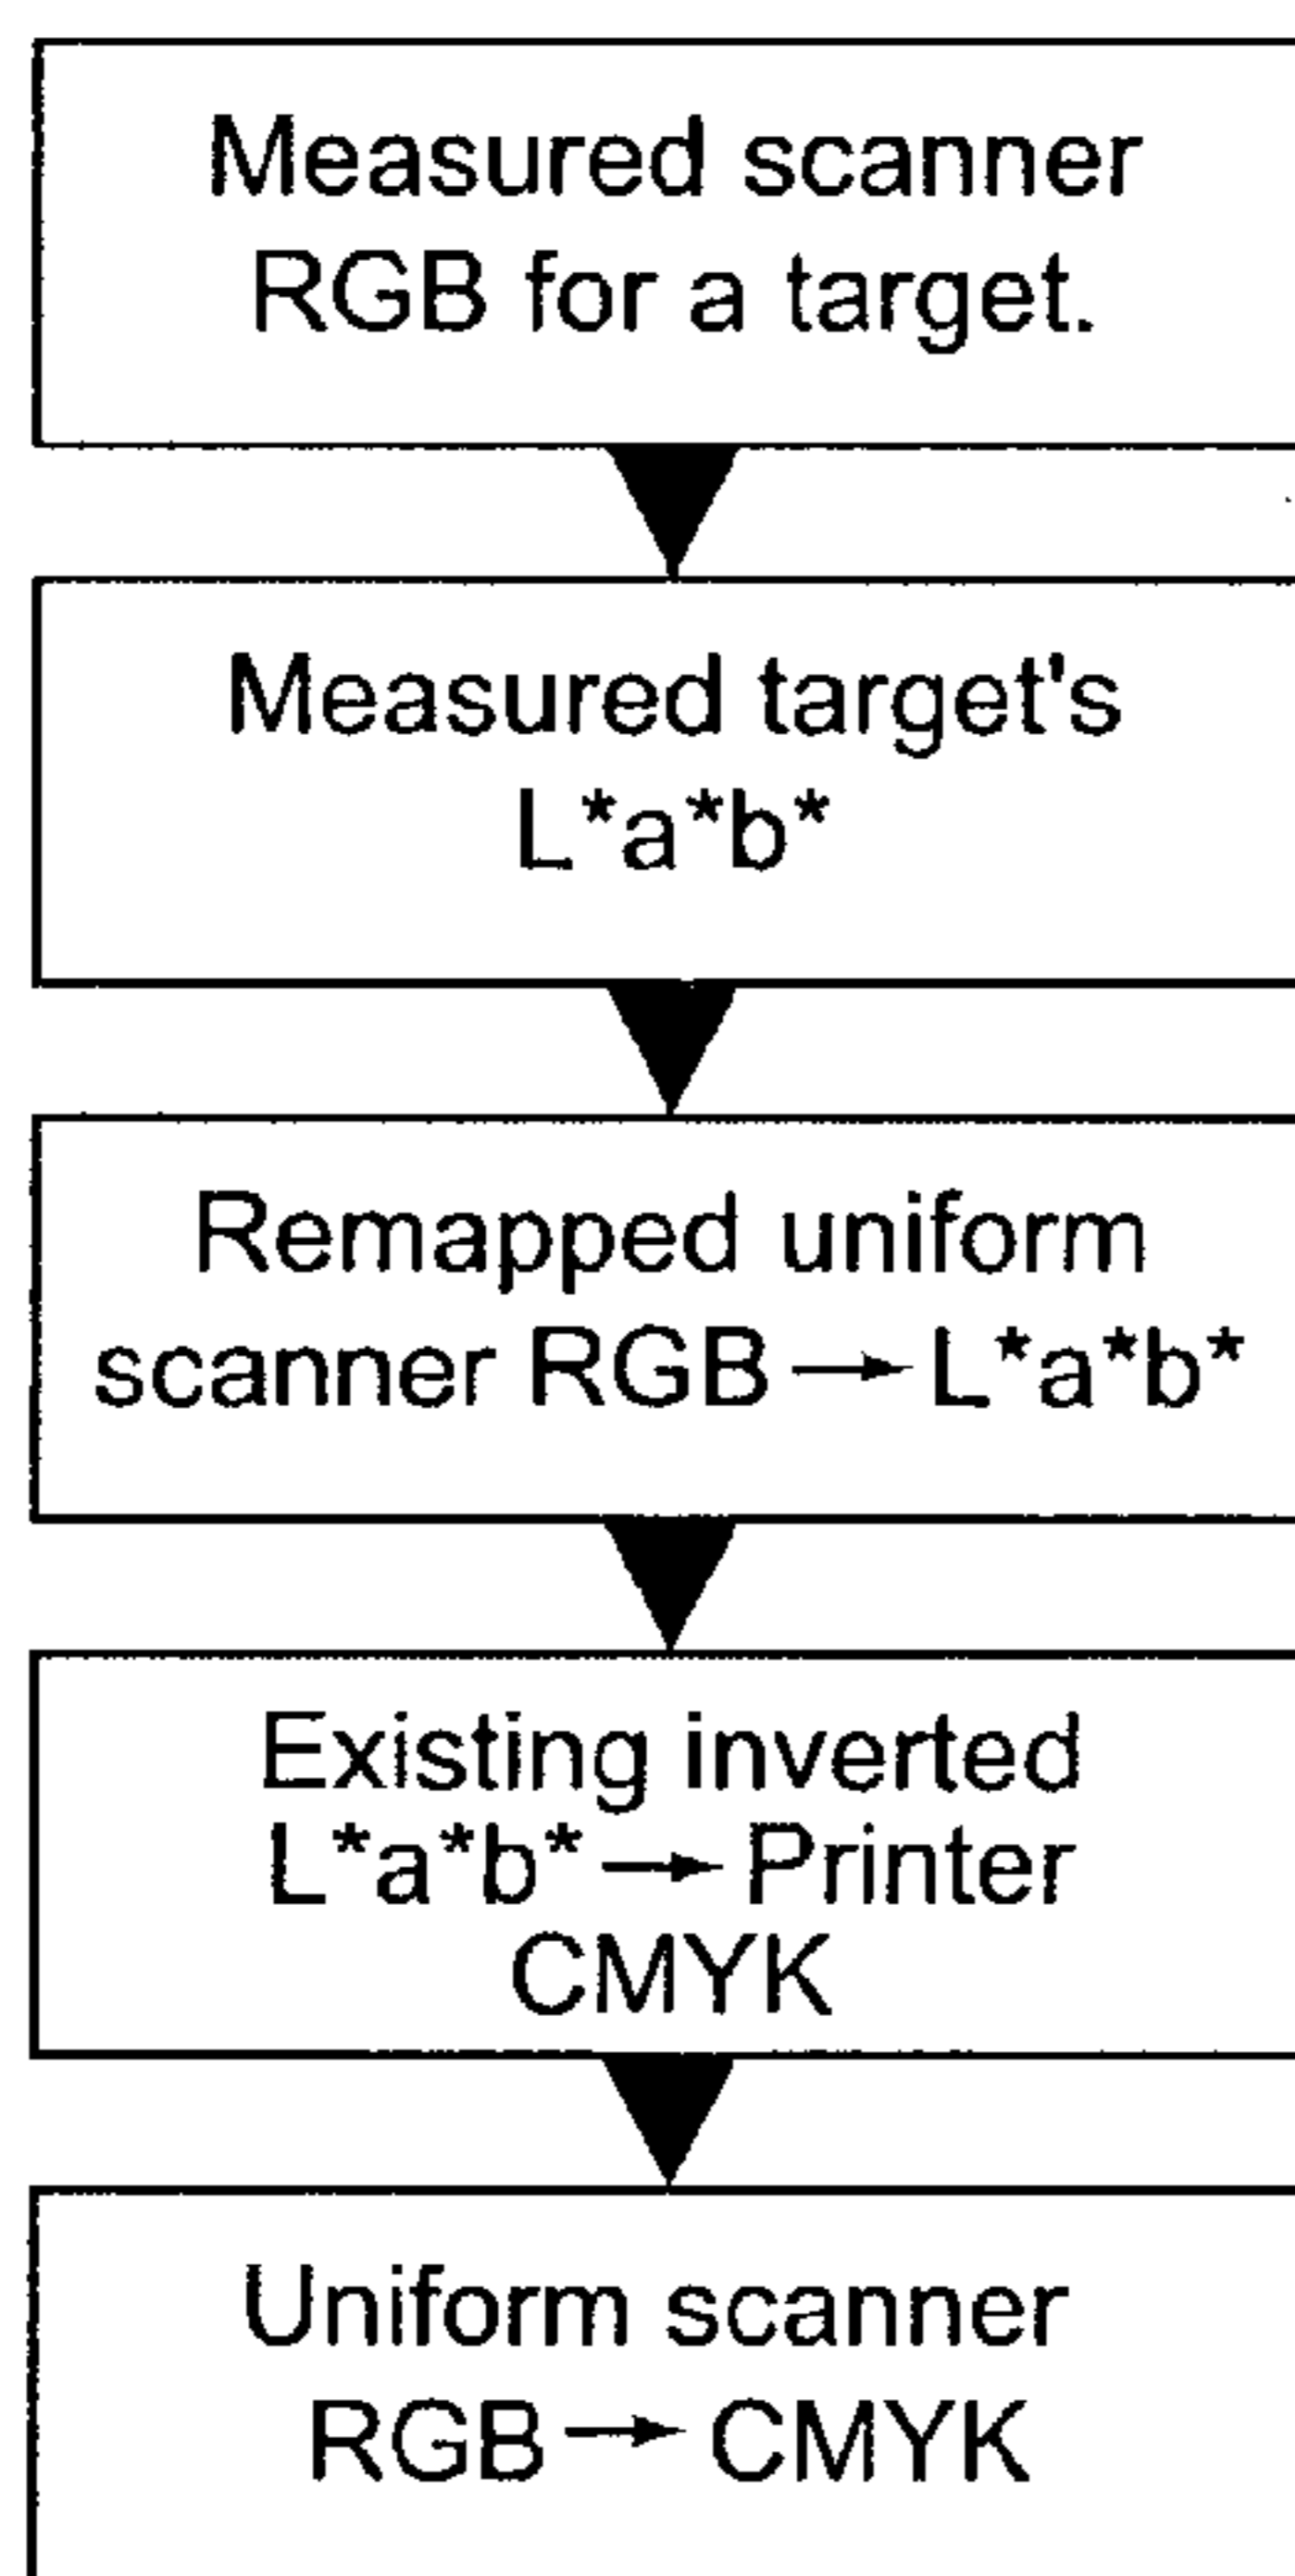 Measured scanner
RGB for a target.
Measured target's
L*a*b*
Remapped uniform
scanner RGB → L*a*b*
Existing inverted
L*a*b* → Printer
CMYK
Uniform scanner
RGB → CMYK